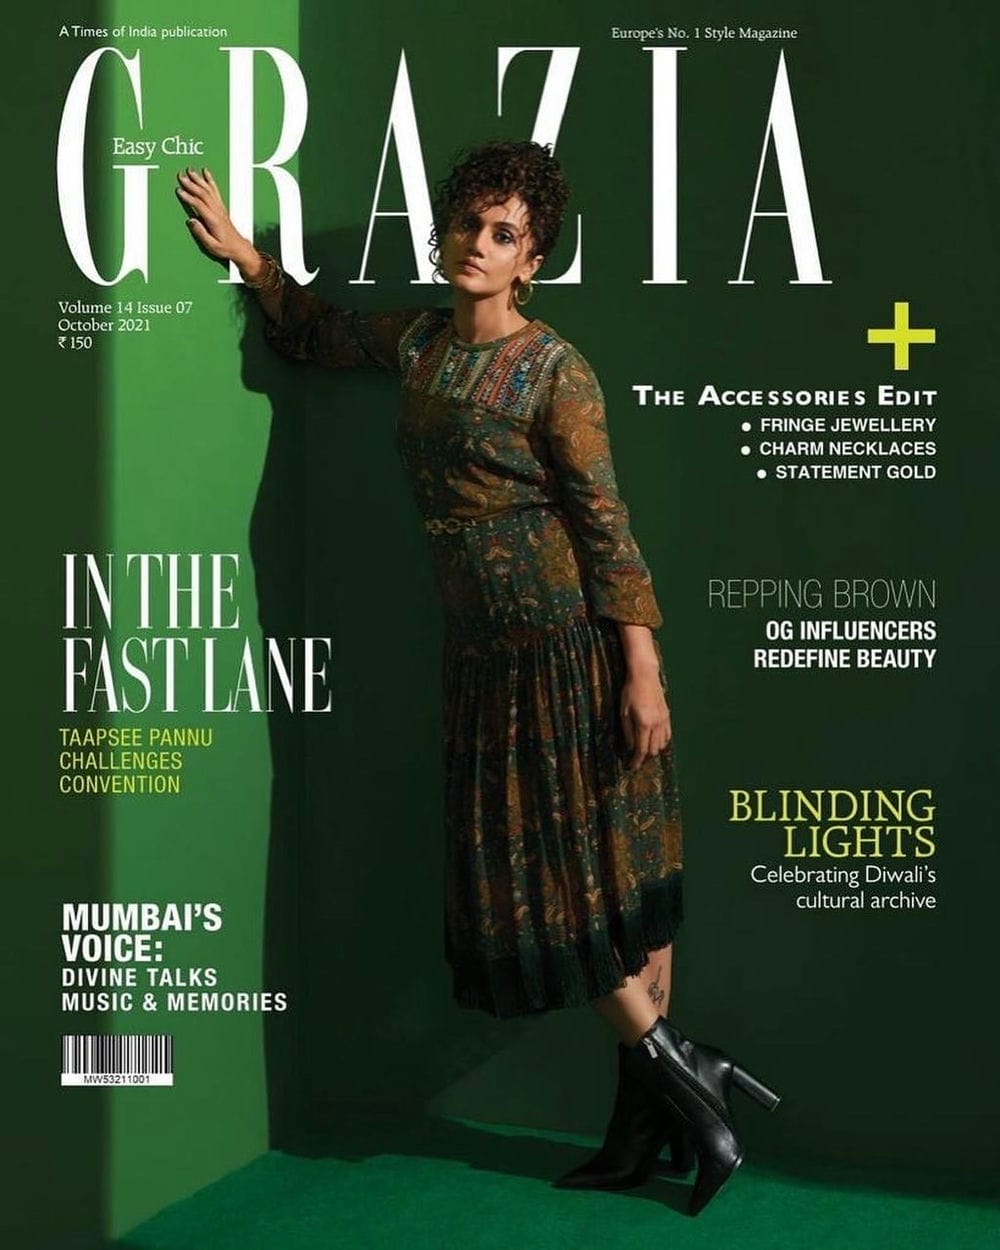 A Times of India publication
Europe's No. 1 Style Magazine
GRAZIA
Easy Chic
Volume 14 Issue 07
October 2021
₹ 150
+
THE ACCESSORIES EDIT
• FRINGE JEWELLERY
• CHARM NECKLACES
• STATEMENT GOLD
IN THE
FAST LANE
TAAPSEE PANNU
CHALLENGES
CONVENTION
REPPING BROWN
OG INFLUENCERS
REDEFINE BEAUTY
BLINDING
LIGHTS
Celebrating Diwali's
cultural archive
MUMBAI'S
VOICE:
DIVINE TALKS
MUSIC & MEMORIES
MW53211001